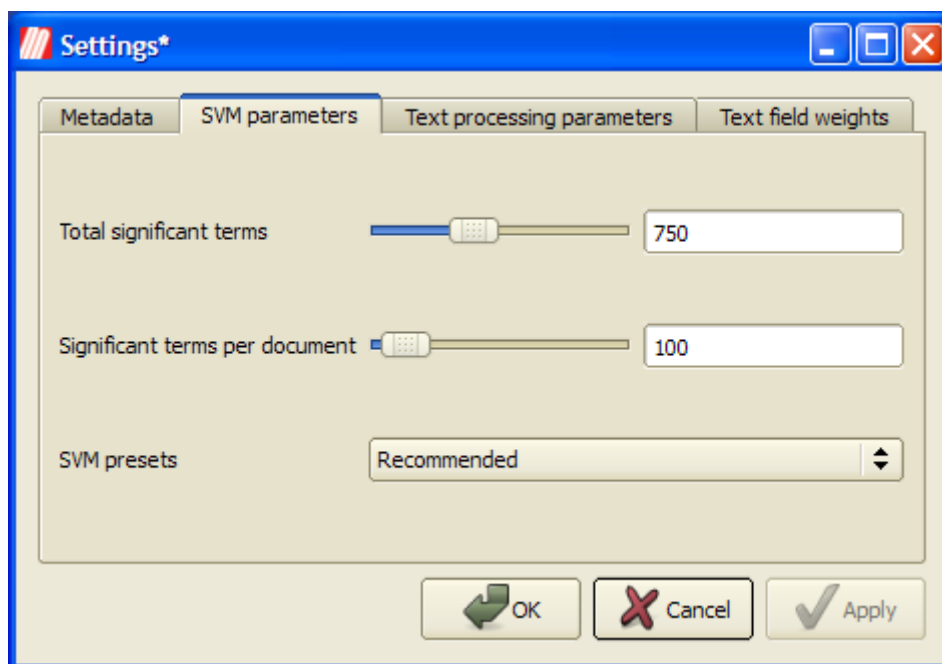 Settings*
Metadata SVM parameters Text processing parameters Text field weights
Total significant terms 750
Significant terms per document 100
SVM presets Recommended
OK Cancel Apply